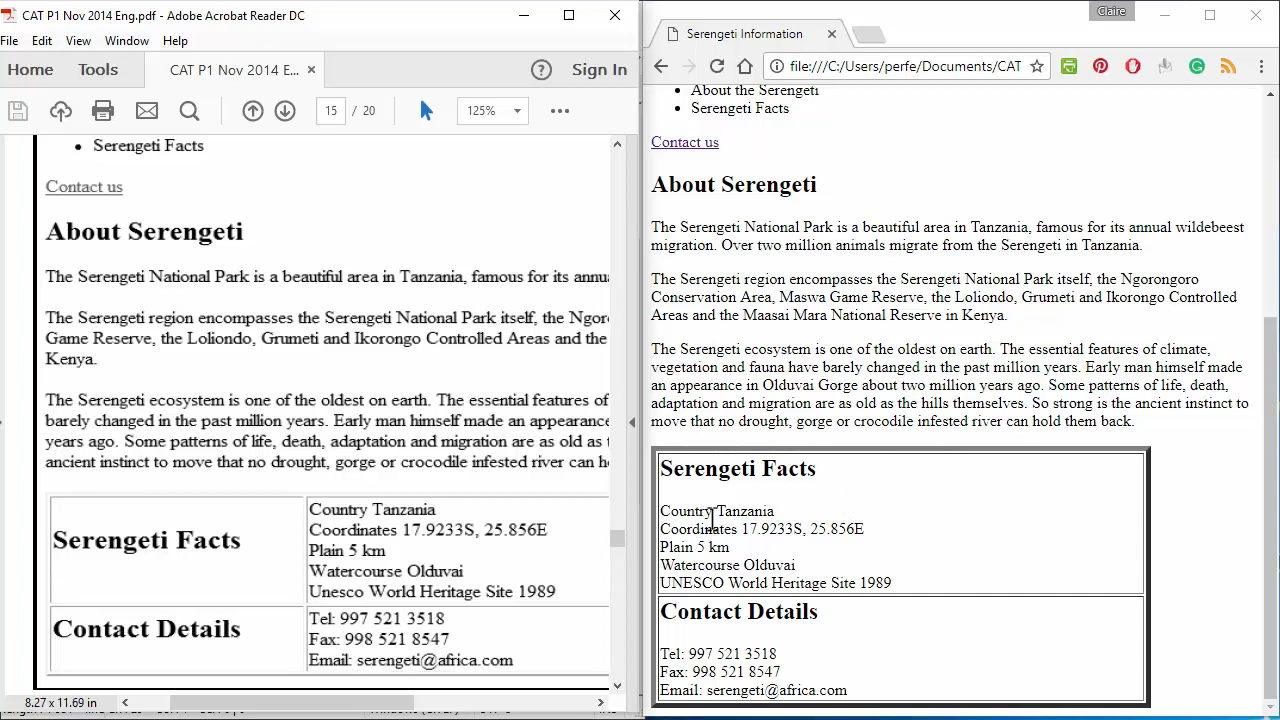 CAT P1 Nov 2014 Eng.pdf - Adobe Acrobat Reader DC
File Edit View Window Help
Home Tools CAT P1 Nov 2014 E... × ? Sign In
15 / 20 125%
• Serengeti Facts
Contact us
About Serengeti
The Serengeti National Park is a beautiful area in Tanzania, famous for its annu
The Serengeti region encompasses the Serengeti National Park itself, the Ngor
Game Reserve, the Loliondo, Grumeti and Ikorongo Controlled Areas and the
Kenya.
The Serengeti ecosystem is one of the oldest on earth. The essential features of
barely changed in the past million years. Early man himself made an appearance
years ago. Some patterns of life, death, adaptation and migration are as old as t
ancient instinct to move that no drought, gorge or crocodile infested river can h
Serengeti Facts
Country Tanzania
Coordinates 17.9233S, 25.856E
Plain 5 km
Watercourse Olduvai
Unesco World Heritage Site 1989
Contact Details
Tel: 997 521 3518
Fax: 998 521 8547
Email: serengeti@africa.com
8.27 x 11.69 in
Claire
Serengeti Information
file:///C:/Users/perfe/Documents/CAT
• About the Serengeti
• Serengeti Facts
Contact us
About Serengeti
The Serengeti National Park is a beautiful area in Tanzania, famous for its annual wildebeest
migration. Over two million animals migrate from the Serengeti in Tanzania.
The Serengeti region encompasses the Serengeti National Park itself, the Ngorongoro
Conservation Area, Maswa Game Reserve, the Loliondo, Grumeti and Ikorongo Controlled
Areas and the Maasai Mara National Reserve in Kenya.
The Serengeti ecosystem is one of the oldest on earth. The essential features of climate,
vegetation and fauna have barely changed in the past million years. Early man himself made
an appearance in Olduvai Gorge about two million years ago. Some patterns of life, death,
adaptation and migration are as old as the hills themselves. So strong is the ancient instinct to
move that no drought, gorge or crocodile infested river can hold them back.
Serengeti Facts
Country Tanzania
Coordinates 17.9233S, 25.856E
Plain 5 km
Watercourse Olduvai
UNESCO World Heritage Site 1989
Contact Details
Tel: 997 521 3518
Fax: 998 521 8547
Email: serengeti@africa.com